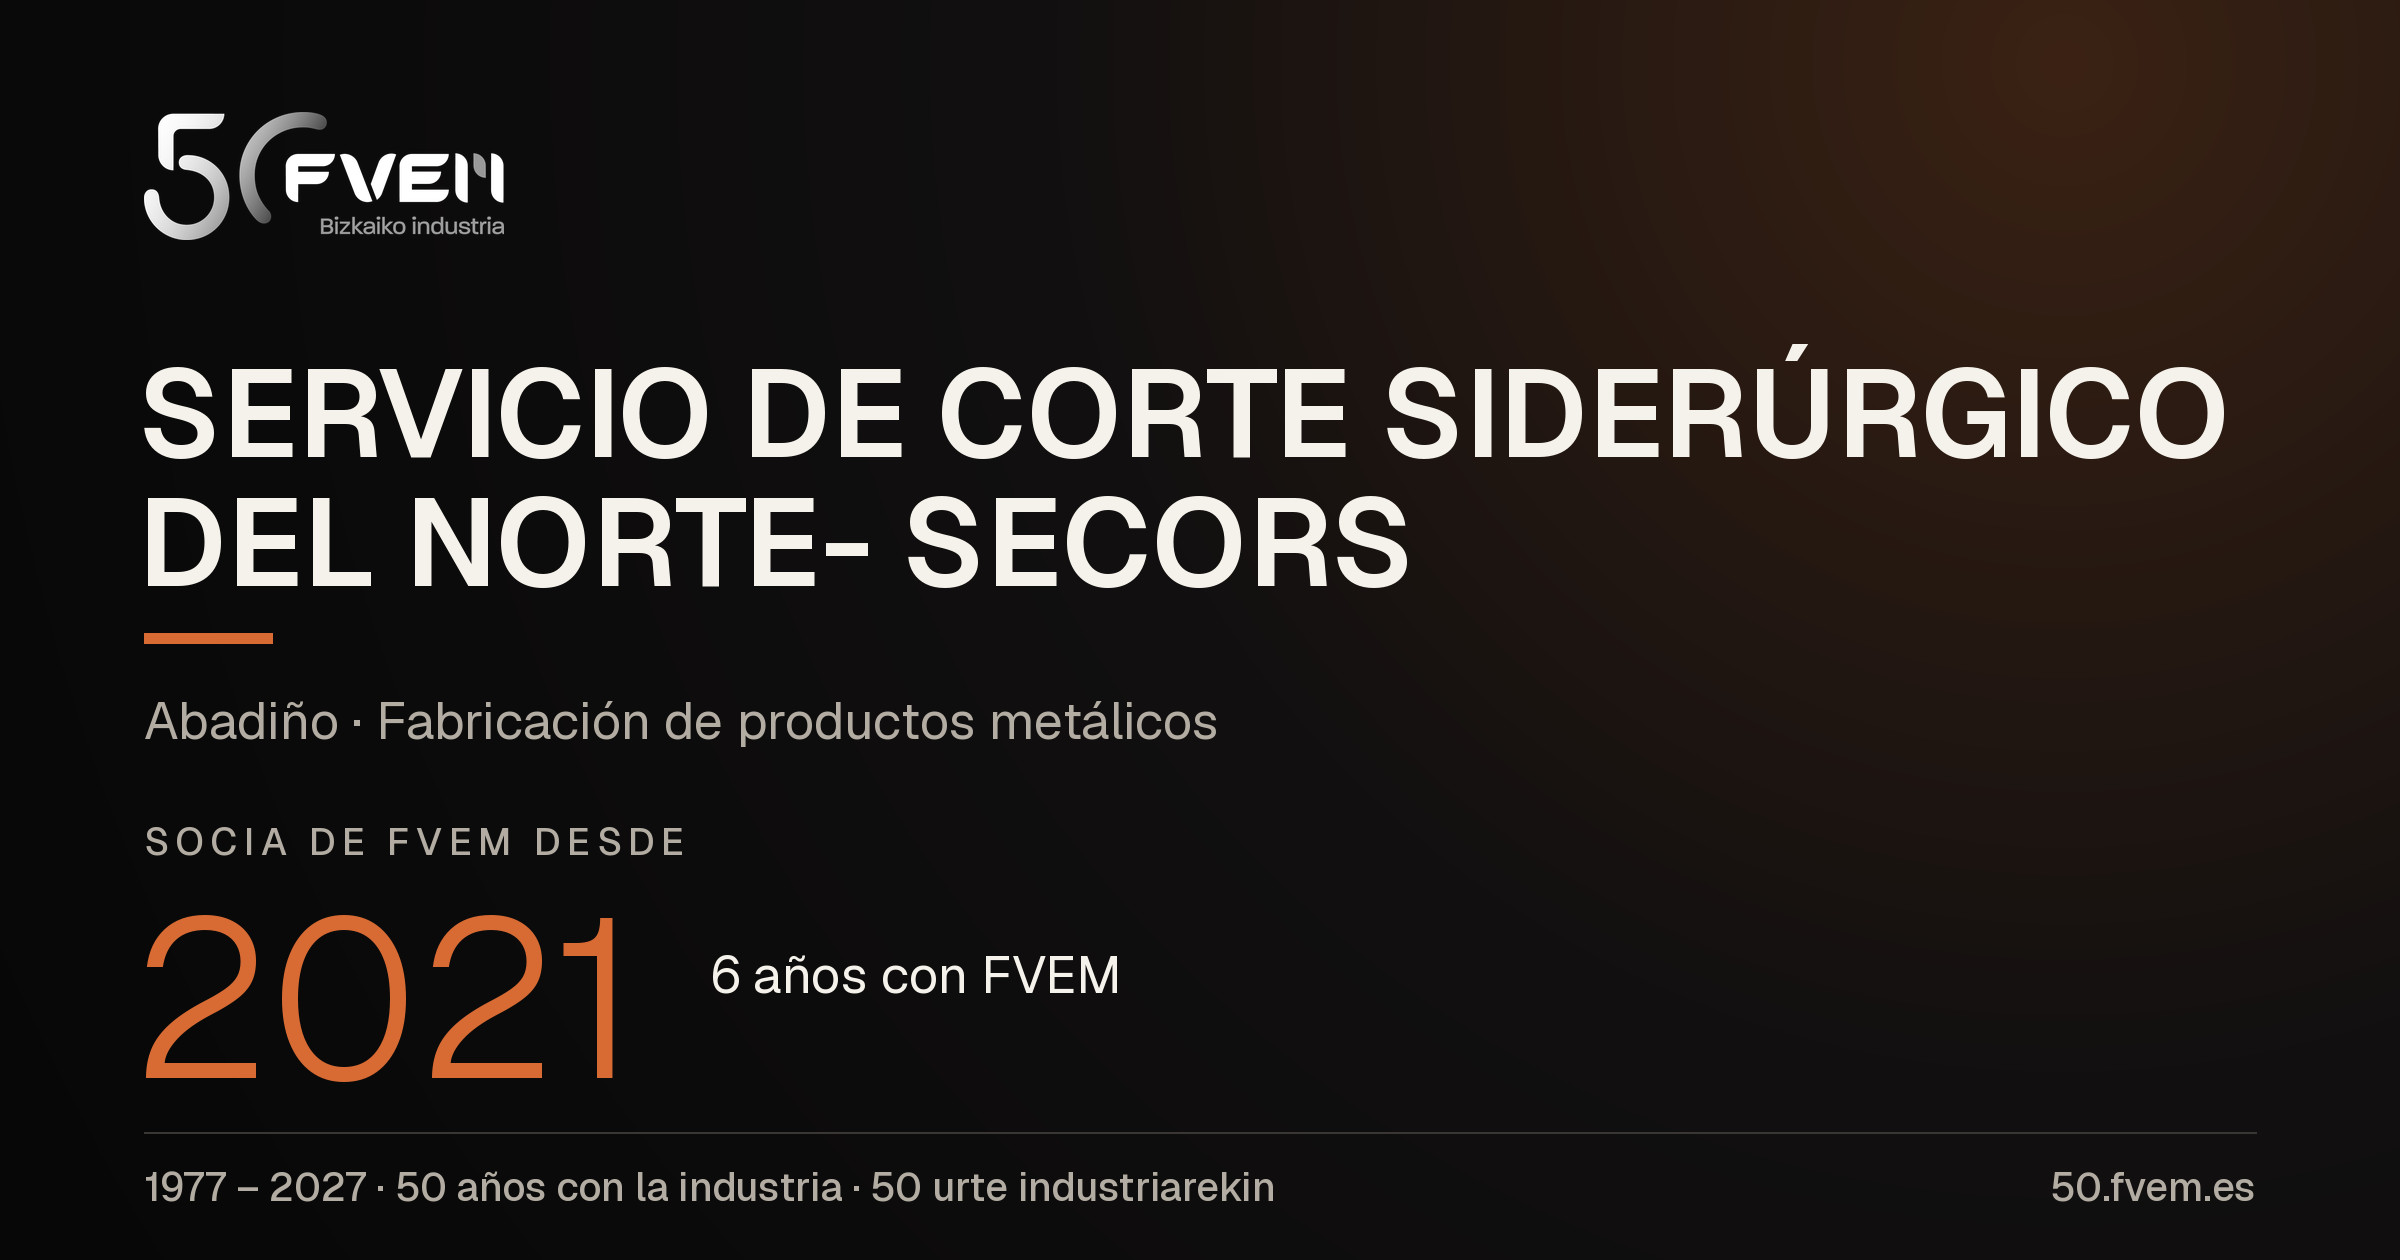 50 FVEM
Bizkaiko industria
SERVICIO DE CORTE SIDERÚRGICO
DEL NORTE- SECORS
Abadiño · Fabricación de productos metálicos
SOCIA DE FVEM DESDE
2021
6 años con FVEM
1977 – 2027 · 50 años con la industria · 50 urte industriarekin
50.fvem.es